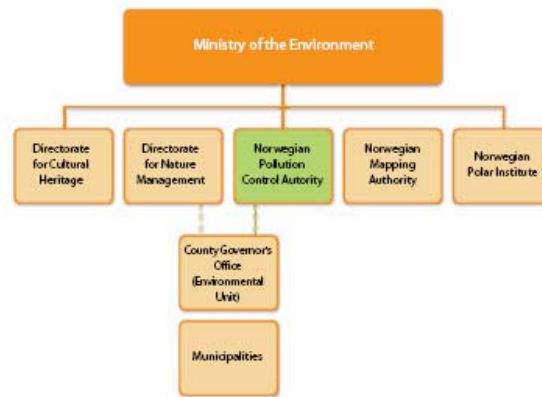 Ministry of the Environment
Directorate
for Cultural
Heritage
Directorate
for Nature
Management
Norwegian
Pollution
Control Autority
Norwegian
Mapping
Authority
Norwegian
Polar Institute
County Governor's
Office
(Environmental
Unit)
Municipalities